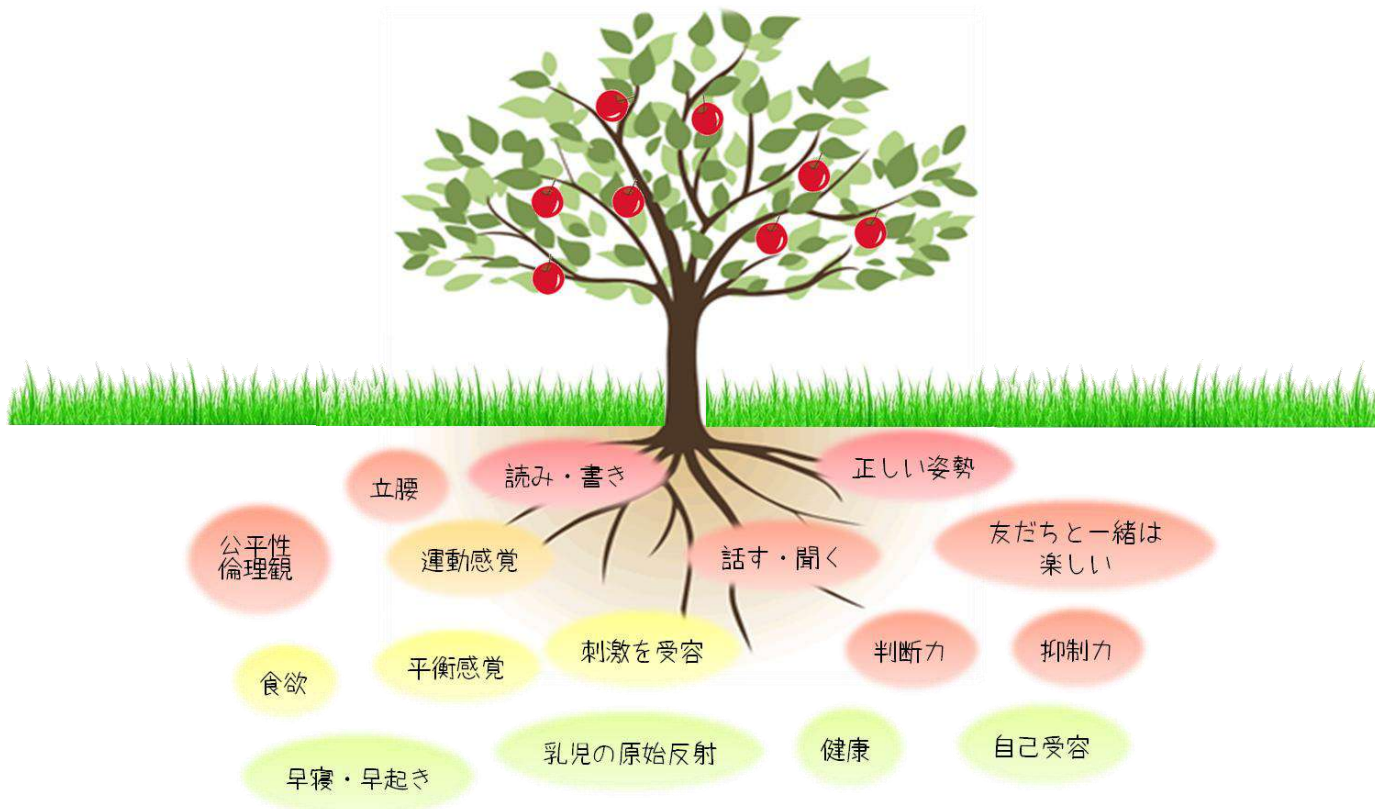 読み・書き
正しい姿勢
立腰
公平性
倫理観
運動感覚
話す・聞く
友だちと一緒は
楽しい
食欲
平衡感覚
刺激を受容
判断力
抑制力
早寝・早起き
乳児の原始反射
健康
自己受容